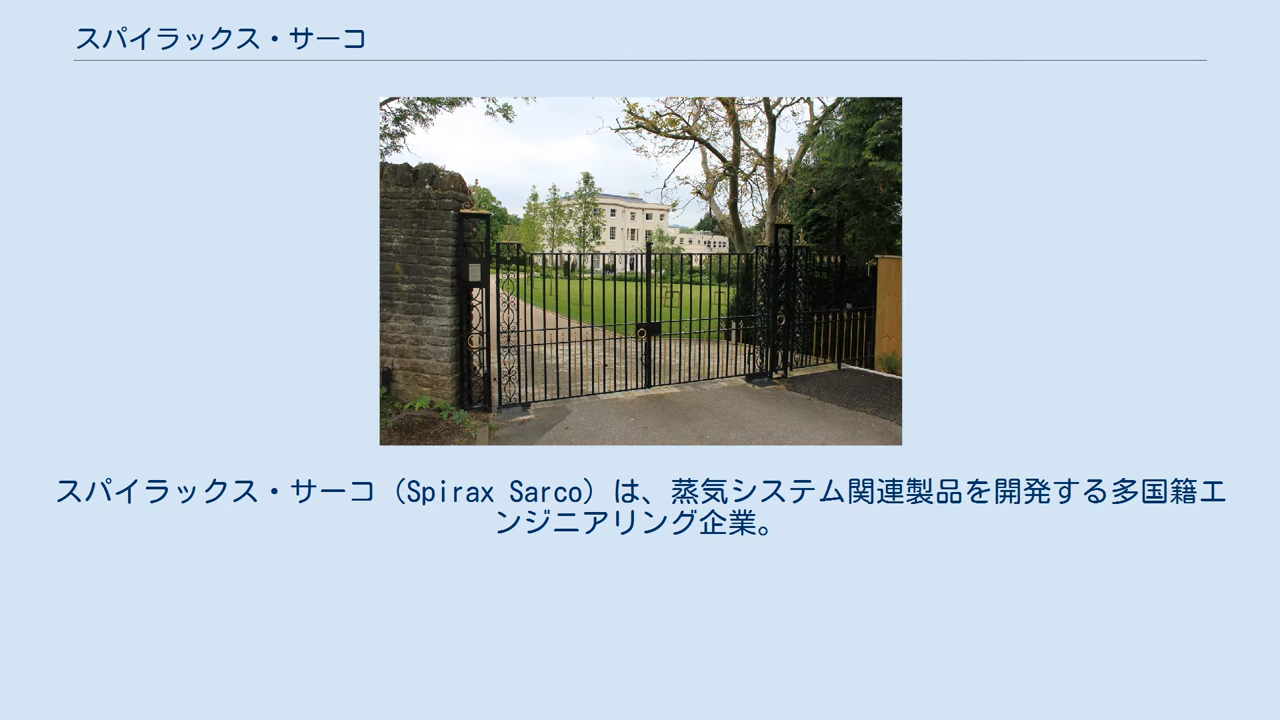 スパイラックス・サーコ
スパイラックス・サーコ（Spirax Sarco）は、蒸気システム関連製品を開発する多国籍エ
ンジニアリング企業。